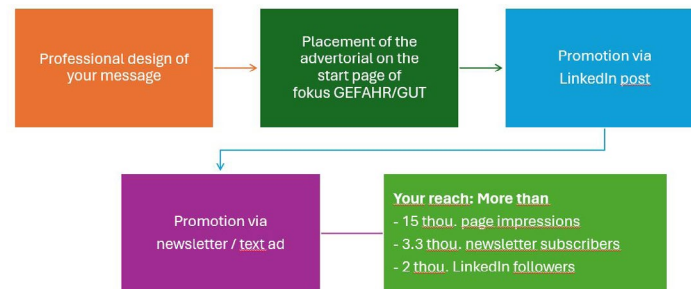 Professional design of
your message
Placement of the
advertorial on the
start page of
fokus GEFAHR/GUT
Promotion via
LinkedIn post
Promotion via
newsletter / text ad
Your reach: More than
- 15 thou. page impressions
- 3.3 thou. newsletter subscribers
- 2 thou. LinkedIn followers